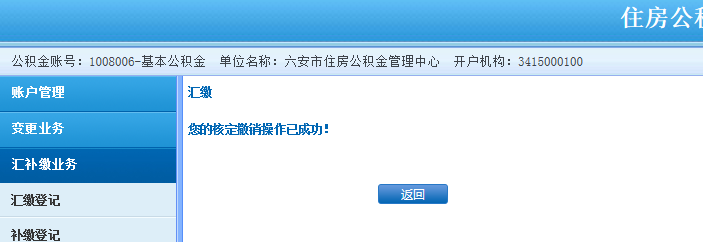 住房公积
公积金账号：1008006-基本公积金 单位名称：六安市住房公积金管理中心 开户机构：3415000100
账户管理
变更业务
汇补缴业务
汇缴登记
补缴登记
汇缴
您的核定撤销操作已成功！
返回